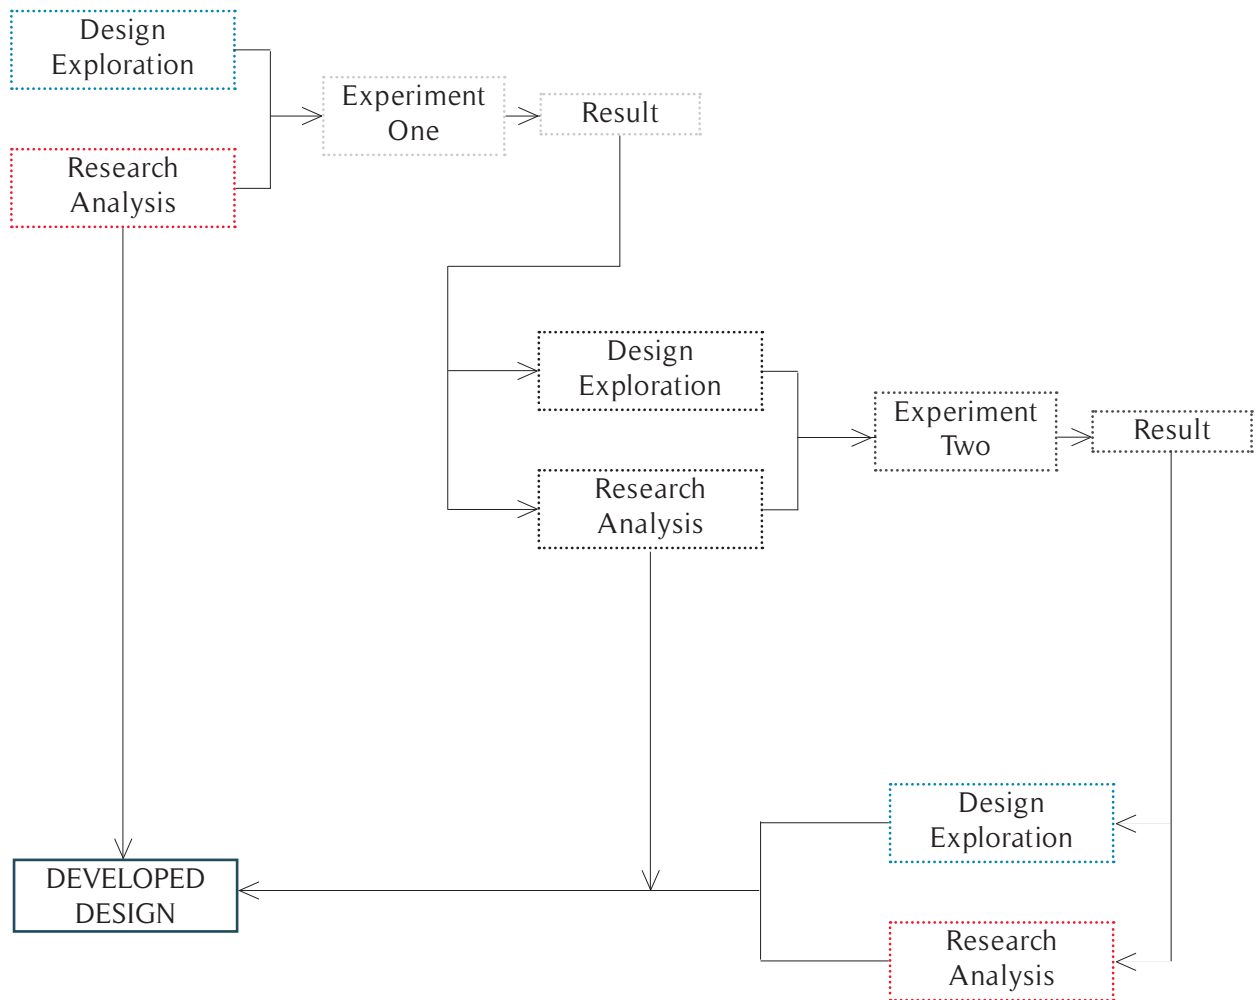 Design
Exploration
Research
Analysis
Experiment
One
Result
Design
Exploration
Research
Analysis
Experiment
Two
Result
Design
Exploration
Research
Analysis
DEVELOPED
DESIGN